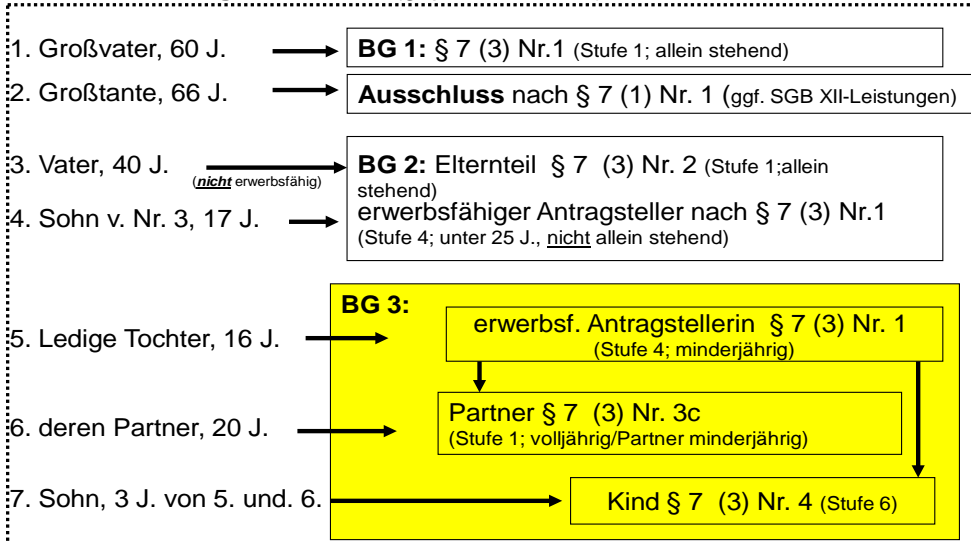 1. Großvater, 60 J.
BG 1: § 7 (3) Nr.1 (Stufe 1; allein stehend)
2. Großtante, 66 J.
Ausschluss nach § 7 (1) Nr. 1 (ggf. SGB XII-Leistungen)
3. Vater, 40 J.
(nicht erwerbsfähig)
BG 2: Elternteil § 7 (3) Nr. 2 (Stufe 1;allein
stehend)
4. Sohn v. Nr. 3, 17 J.
erwerbsfähiger Antragsteller nach § 7 (3) Nr.1
(Stufe 4; unter 25 J., nicht allein stehend)
BG 3:
5. Ledige Tochter, 16 J.
erwerbsf. Antragstellerin § 7 (3) Nr. 1
(Stufe 4; minderjährig)
6. deren Partner, 20 J.
Partner § 7 (3) Nr. 3c
(Stufe 1; volljährig/Partner minderjährig)
7. Sohn, 3 J. von 5. und. 6.
Kind § 7 (3) Nr. 4 (Stufe 6)